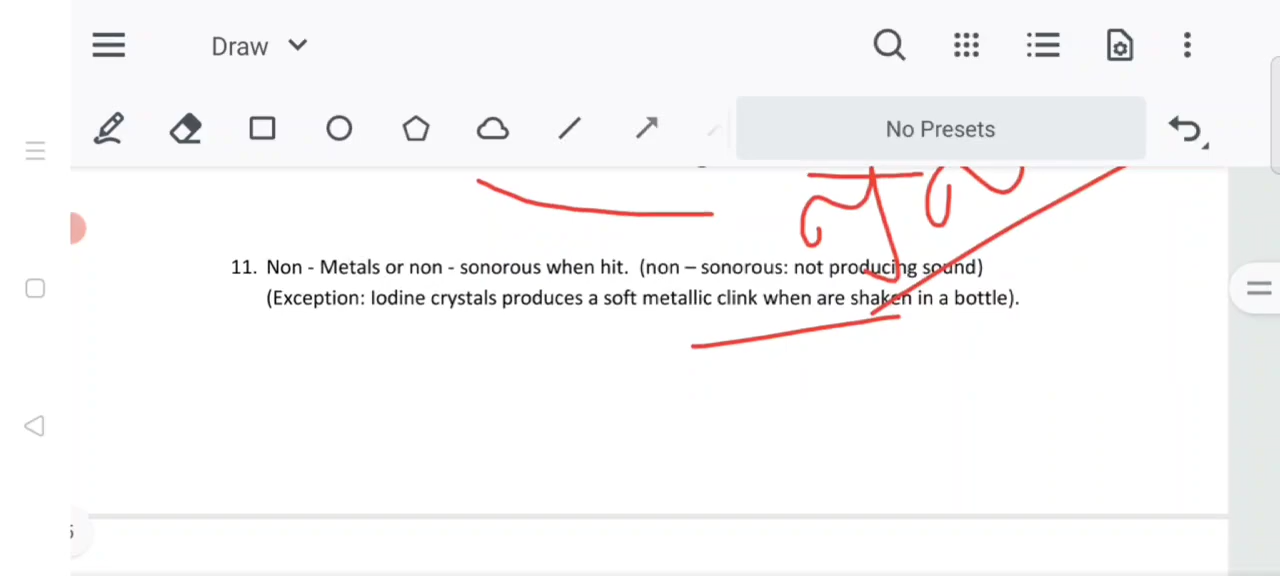 Draw
No Presets
11. Non - Metals or non - sonorous when hit. (non – sonorous: not producing sound)
(Exception: Iodine crystals produces a soft metallic clink when are shaken in a bottle).